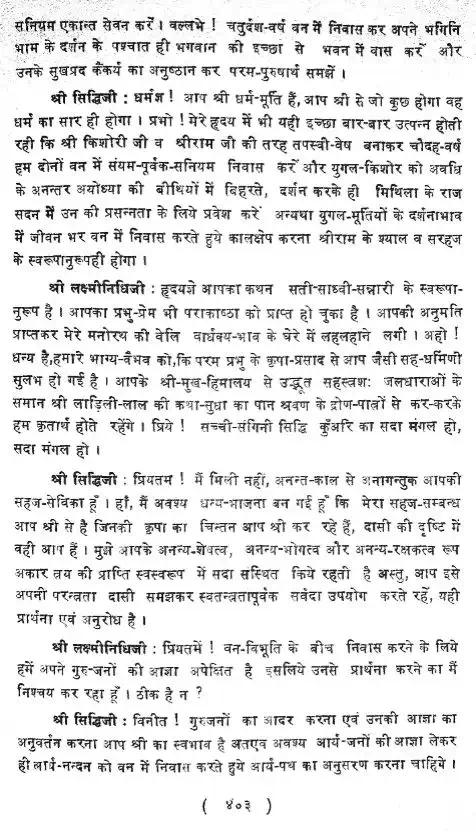 सनियम एकान्त सेवन करें । वल्लभे ! चतुर्दश-वर्ष वन में निवास कर अपने भगिनि
भाम के दर्शन के पश्चात ही भगवान की इच्छा से भवन में वास करें और
उनके सुखप्रद कैंकर्य का अनुष्ठान कर परम-पुरुषार्थ समझें ।
श्री सिद्धिजी : धर्मज्ञ ! आप श्री धर्म-मूर्ति हैं, आप श्री से जो कुछ होगा वह
धर्म का सार ही होगा । प्रभो ! मेरे हृदय में भी यही इच्छा बार-बार उत्पन्न होती
रही कि श्री किशोरी जी व श्रीराम जी की तरह तपस्वी-वेष बनाकर चौदह-वर्ष
हम दोनों वन में संयम-पूर्वक-सनियम निवास करें और युगल-किशोर को अवधि
के अनन्तर अयोध्या की बीथियों में विहरते, दर्शन करके ही मिथिला के राज
सदन में उन की प्रसन्नता के लिये प्रवेश करें अन्यथा युगल-मूर्तियों के दर्शनाभाव
में जीवन भर वन में निवास करते हुये कालक्षेप करना श्रीराम के श्याल व सरहज
के स्वरूपानुरूपही होगा ।
श्री लक्ष्मीनिधिजी : हृदयज्ञे आपका कथन सती-साध्वी-सन्नारी के स्वरूपा-
नुरूप है । आपका प्रभु-प्रेम भी पराकाष्ठा को प्राप्त हो चुका है । आपकी अनुमति
प्राप्तकर मेरे मनोरथ की वेलि वार्धक्य-भाव के घेरे में लहलहाने लगी । अहो !
धन्य है,हमारे भाग्य-वैभव को,कि परम प्रभु के कृपा-प्रसाद से आप जैसी सह-धर्मिणी
सुलभ हो गई है । आपके श्री-मुख-हिमालय से उद्भूत सहस्त्रशः जलधाराओं के
समान श्री लाड़िली-लाल की कथा-सुधा का पान श्रवण के द्रोण-पात्रों से कर-करके
हम कृतार्थ होते रहेंगे । प्रिये ! सच्ची-संगिनी सिद्धि कुँअरि का सदा मंगल हो,
सदा मंगल हो ।
श्री सिद्धिजी : प्रियतम ! मैं मिली नहीं, अनन्त-काल से अनागन्तुक आपकी
सहज-सेविका हूँ । हाँ, मैं अवश्य धन्य-भाजना बन गई हूँ कि मेरा सहज-सम्बन्ध
आप श्री से है जिनकी कृपा का चिन्तन आप श्री कर रहे हैं, दासी की दृष्टि में
वही आप हैं । मुझे आपके अनन्य-शेषत्व, अनन्य-भोगत्व और अनन्य-रक्षकत्व रूप
अकार त्रय की प्राप्ति स्वस्वरूप में सदा संस्थित किये रहती है अस्तु, आप इसे
अपनी परतन्त्रता दासी समझकर स्वतन्त्रतापूर्वक सर्वदा उपयोग करते रहें, यही
प्रार्थना एवं अनुरोध है ।
श्री लक्ष्मीनिधिजी : प्रियतमें ! वन-विभूति के बीच निवास करने के लिये
हमें अपने गुरु-जनों की आज्ञा अपेक्षित है इसलिये उनसे प्रार्थना करने का मैं
निश्चय कर रहा हूँ । ठीक है न ?
श्री सिद्धिजी : विनीत ! गुरुजनों का आदर करना एवं उनकी आज्ञा का
अनुवर्तन करना आप श्री का स्वभाव है अतएव अवश्य आर्य-जनों की आज्ञा लेकर
ही आर्य-नन्दन को वन में निवास करते हुये आर्य-पथ का अनुसरण करना चाहिये ।
( ४०३ )